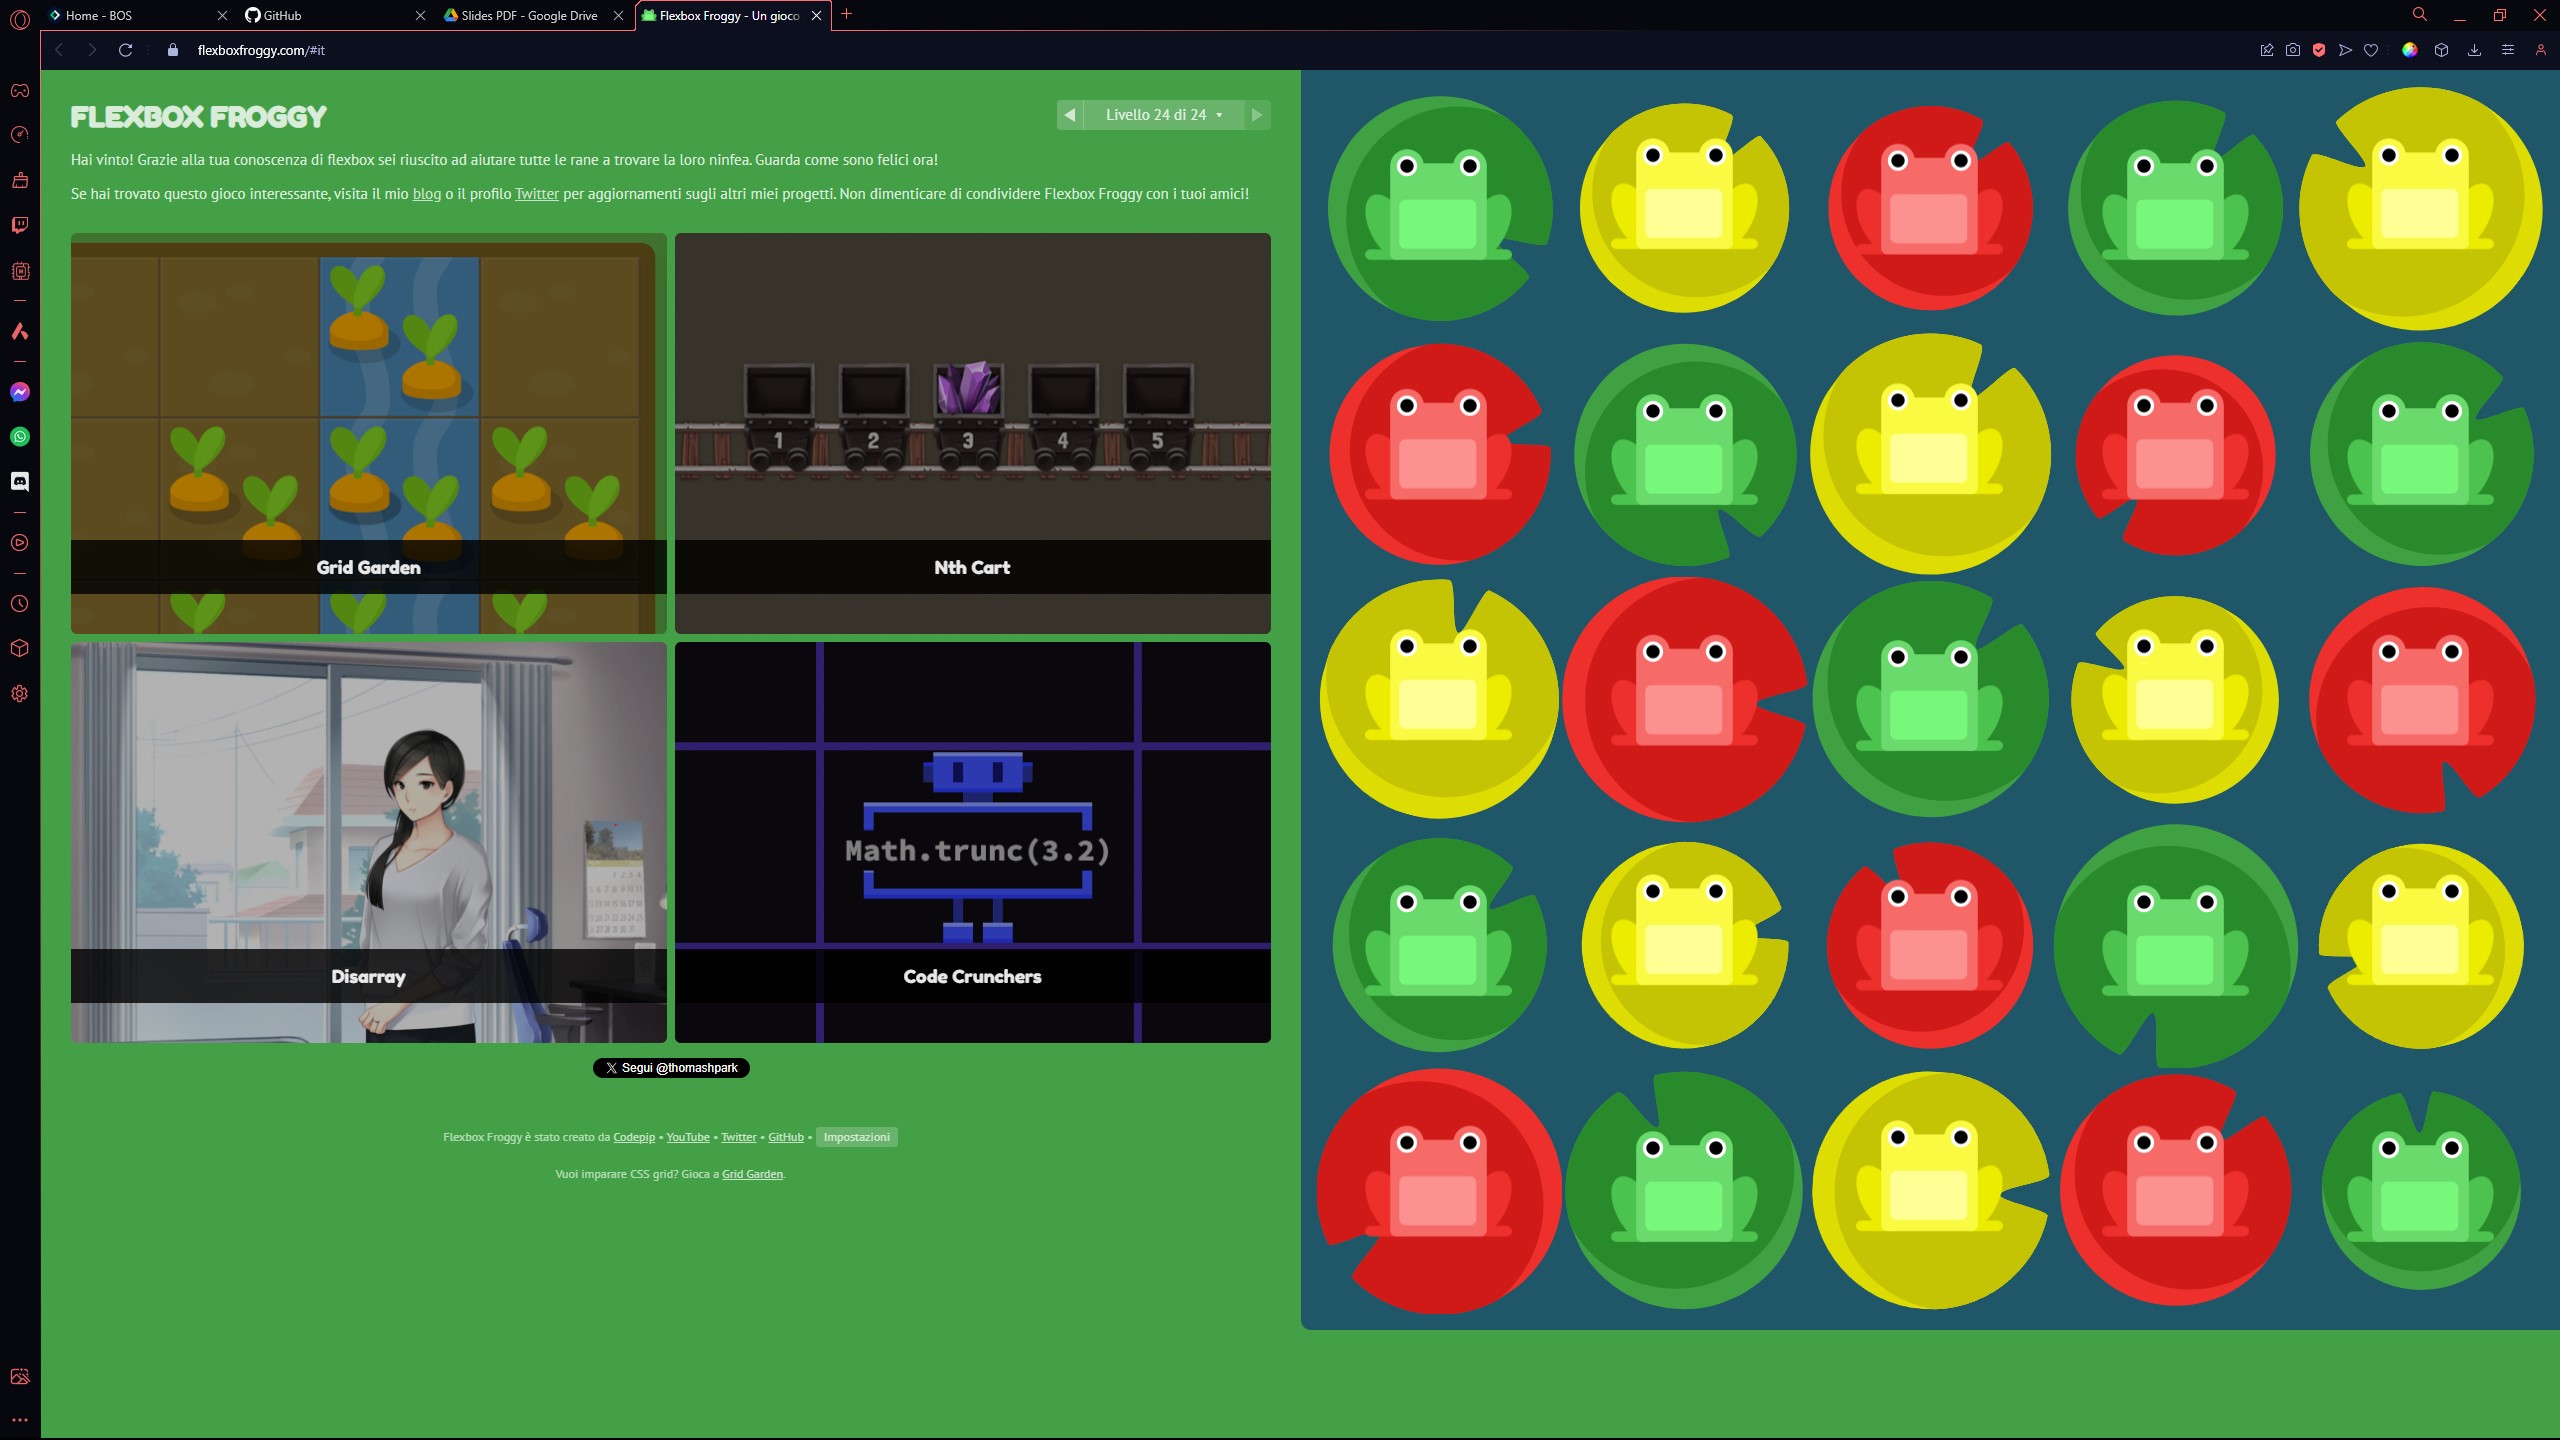 Home - BOS
GitHub
Slides PDF - Google Drive
Flexbox Froggy - Un gioco
flexboxfroggy.com/#it
FLEXBOX FROGGY
Livello 24 di 24
Hai vinto! Grazie alla tua conoscenza di flexbox sei riuscito ad aiutare tutte le rane a trovare la loro ninfea. Guarda come sono felici ora!
Se hai trovato questo gioco interessante, visita il mio blog o il profilo Twitter per aggiornamenti sugli altri miei progetti. Non dimenticare di condividere Flexbox Froggy con i tuoi amici!
1 2 3 4 5
Grid Garden
Nth Cart
Math.trunc(3.2)
Disarray
Code Crunchers
Segui @thomashpark
Flexbox Froggy è stato creato da Codepip • YouTube • Twitter • GitHub • Impostazioni
Vuoi imparare CSS grid? Gioca a Grid Garden.